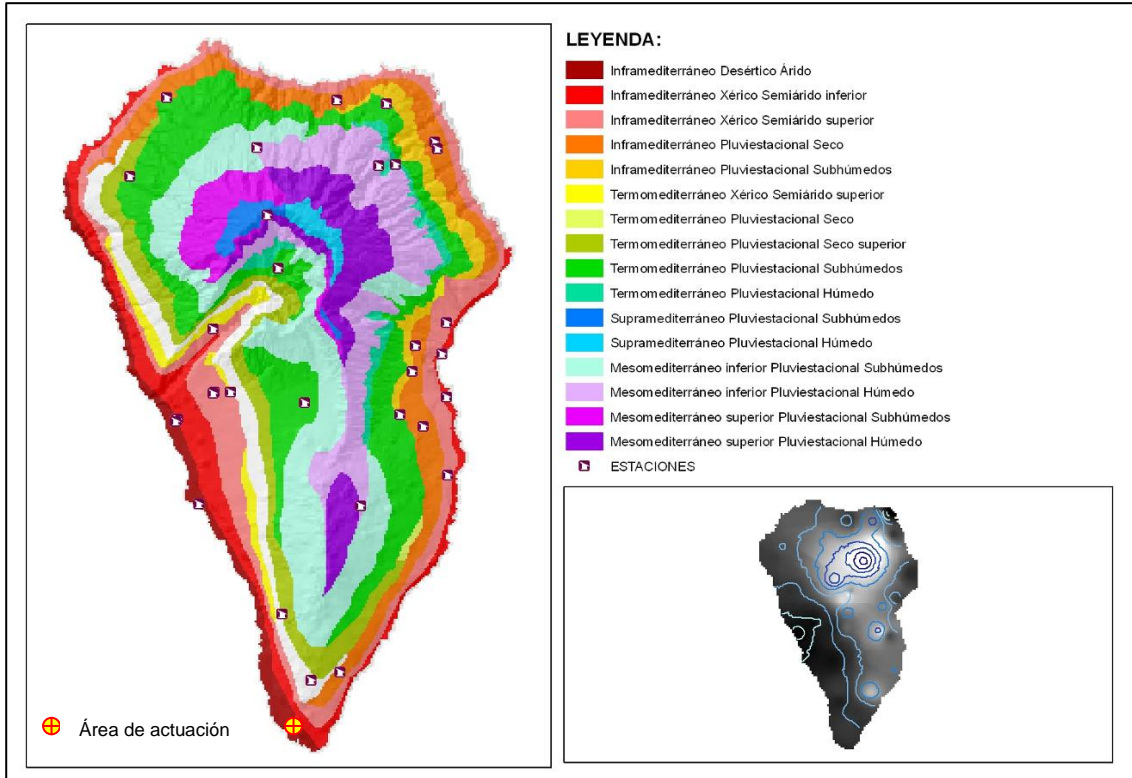 LEYENDA:
Inframediterráneo Desértico Árido
Inframediterráneo Xérico Semiárido inferior
Inframediterráneo Xérico Semiárido superior
Inframediterráneo Pluviestacional Seco
Inframediterráneo Pluviestacional Subhúmedos
Termomediterráneo Xérico Semiárido superior
Termomediterráneo Pluviestacional Seco
Termomediterráneo Pluviestacional Seco superior
Termomediterráneo Pluviestacional Subhúmedos
Termomediterráneo Pluviestacional Húmedo
Supramediterráneo Pluviestacional Subhúmedos
Supramediterráneo Pluviestacional Húmedo
Mesomediterráneo inferior Pluviestacional Subhúmedos
Mesomediterráneo inferior Pluviestacional Húmedo
Mesomediterráneo superior Pluviestacional Subhúmedos
Mesomediterráneo superior Pluviestacional Húmedo
ESTACIONES
Área de actuación